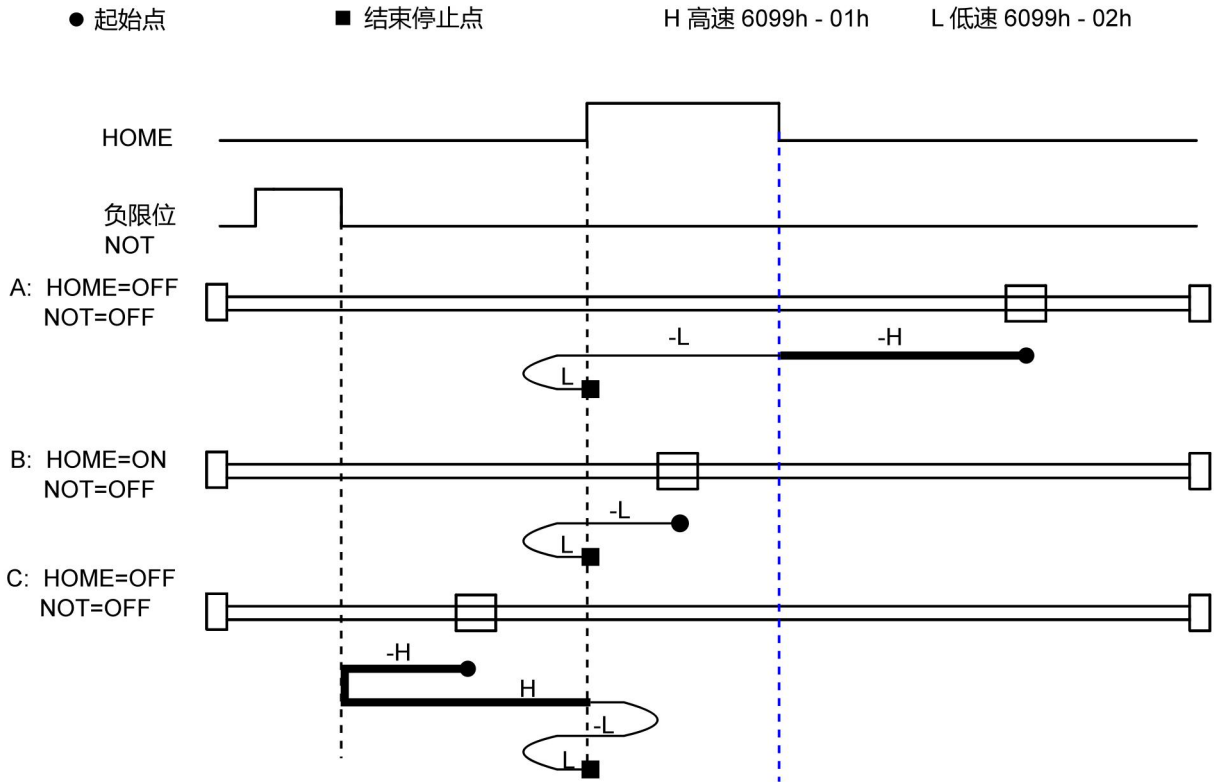 ● 起始点 ■ 结束停止点 H 高速 6099h - 01h L 低速 6099h - 02h
HOME
负限位
NOT
A: HOME=OFF
NOT=OFF
-L -H
L
B: HOME=ON
NOT=OFF
-L
L
C: HOME=OFF
NOT=OFF
-H
H
-L
L